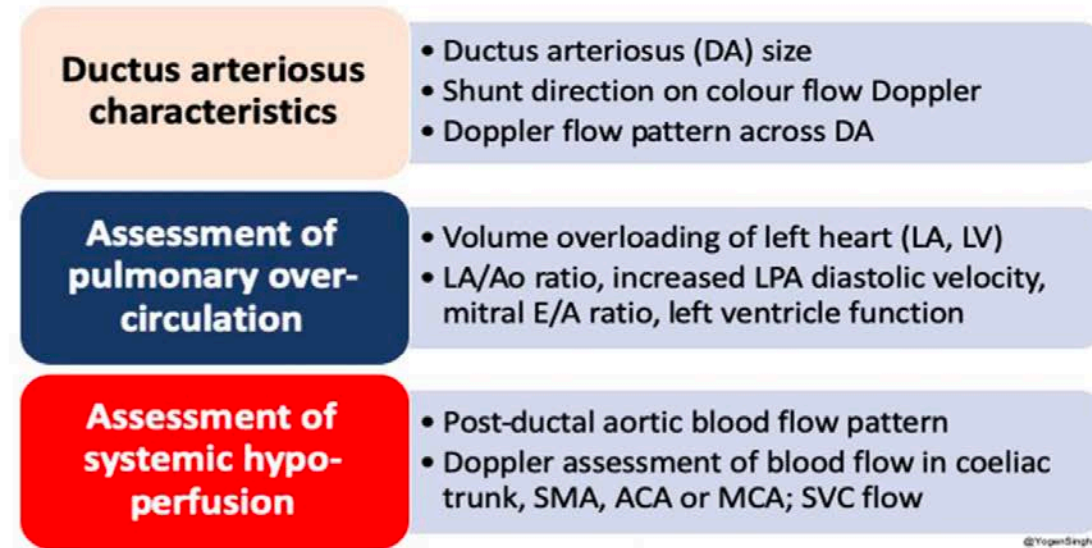 Ductus arteriosus
characteristics
• Ductus arteriosus (DA) size
• Shunt direction on colour flow Doppler
• Doppler flow pattern across DA
Assessment of
pulmonary over-
circulation
• Volume overloading of left heart (LA, LV)
• LA/Ao ratio, increased LPA diastolic velocity,
mitral E/A ratio, left ventricle function
Assessment of
systemic hypo-
perfusion
• Post-ductal aortic blood flow pattern
• Doppler assessment of blood flow in coeliac
trunk, SMA, ACA or MCA; SVC flow